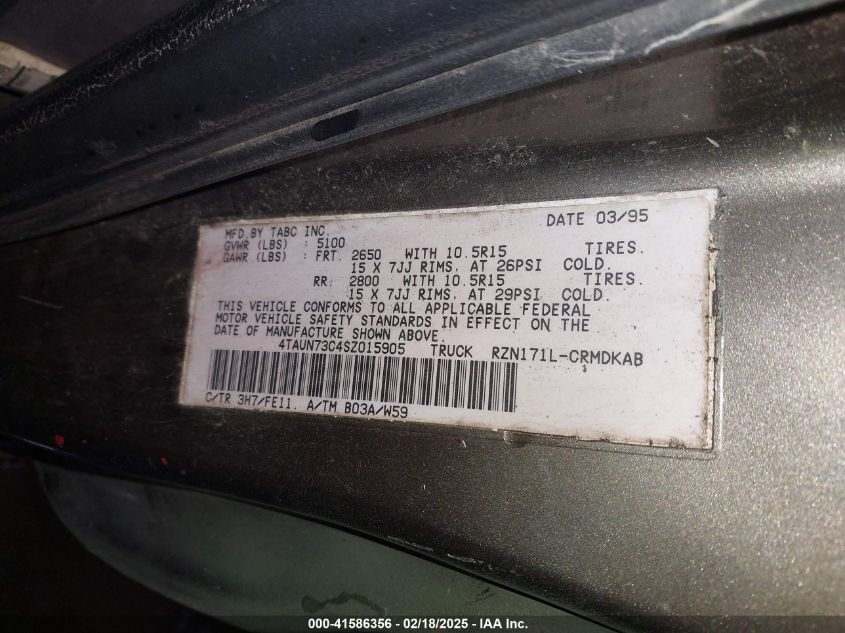 DATE 03/95
MFD.BY TABC INC.
GVWR (LBS) : 5100
GAWR (LBS) : FRT. 2650 WITH 10.5R15 TIRES.
15 X 7JJ RIMS. AT 26PSI COLD.
RR: 2800 WITH 10.5R15 TIRES.
15 X 7JJ RIMS. AT 29PSI COLD.
THIS VEHICLE CONFORMS TO ALL APPLICABLE FEDERAL
MOTOR VEHICLE SAFETY STANDARDS IN EFFECT ON THE
DATE OF MANUFACTURE SHOWN ABOVE.
4TAUN73C4SZ015905 TRUCK RZN171L-CRMDKAB
C/TR 3H7/FE11. A/TM B03A/W59
000-41586356 - 02/18/2025 - IAA Inc.